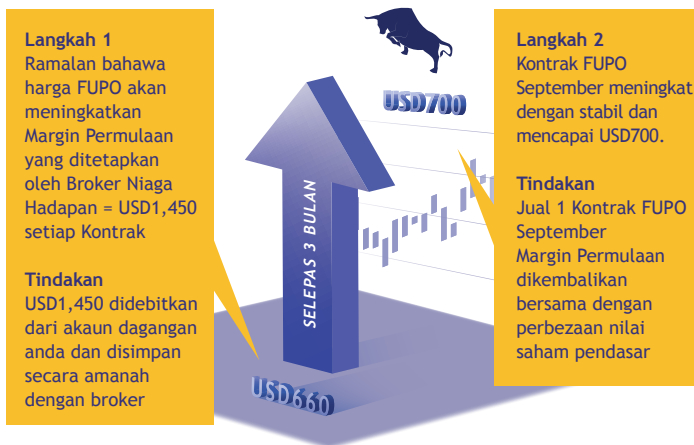 Langkah 1
Ramalan bahawa
harga FUPO akan
meningkatkan
Margin Permulaan
yang ditetapkan
oleh Broker Niaga
Hadapan = USD1,450
setiap Kontrak
Tindakan
USD1,450 didebitkan
dari akaun dagangan
anda dan disimpan
secara amanah
dengan broker
USD700
SELEPAS 3 BULAN
USD660
Langkah 2
Kontrak FUPO
September meningkat
dengan stabil dan
mencapai USD700.
Tindakan
Jual 1 Kontrak FUPO
September
Margin Permulaan
dikembalikan
bersama dengan
perbezaan nilai
saham pendasar